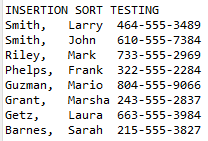 INSERTION SORT TESTING
Smith,   Larry  464-555-3489
Smith,   John   610-555-7384
Riley,   Mark   733-555-2969
Phelps,  Frank  322-555-2284
Guzman,  Mario  804-555-9066
Grant,   Marsha 243-555-2837
Getz,    Laura  663-555-3984
Barnes,  Sarah  215-555-3827